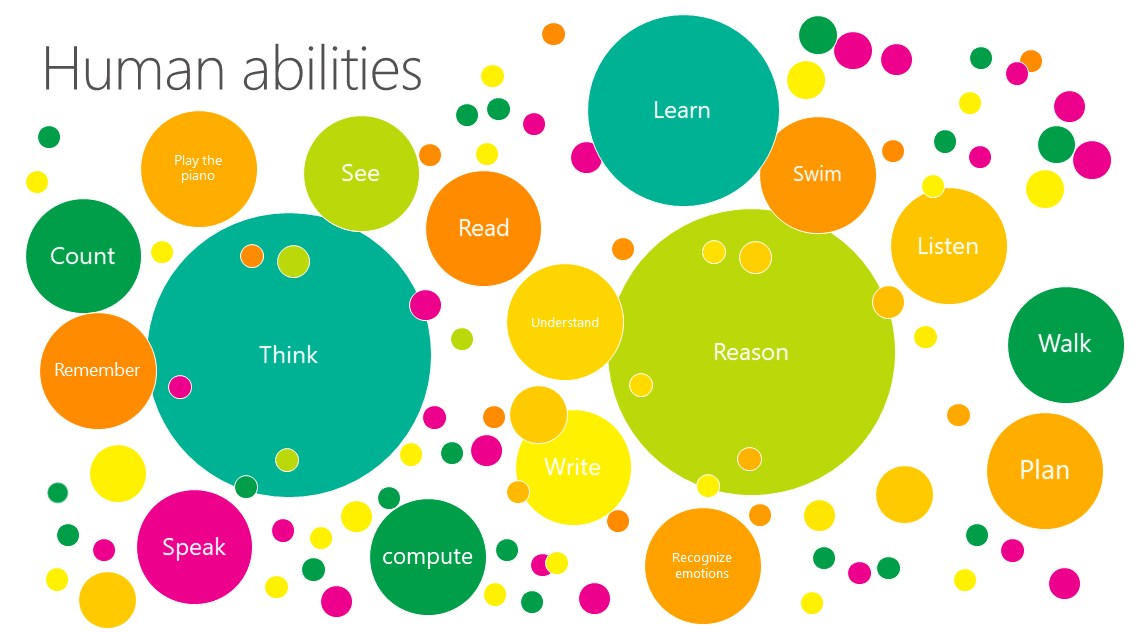 Human abilities
Learn
Play the
piano
See
Swim
Read
Listen
Count
Understand
Think
Reason
Walk
Remember
Write
Plan
Speak
compute
Recognize
emotions